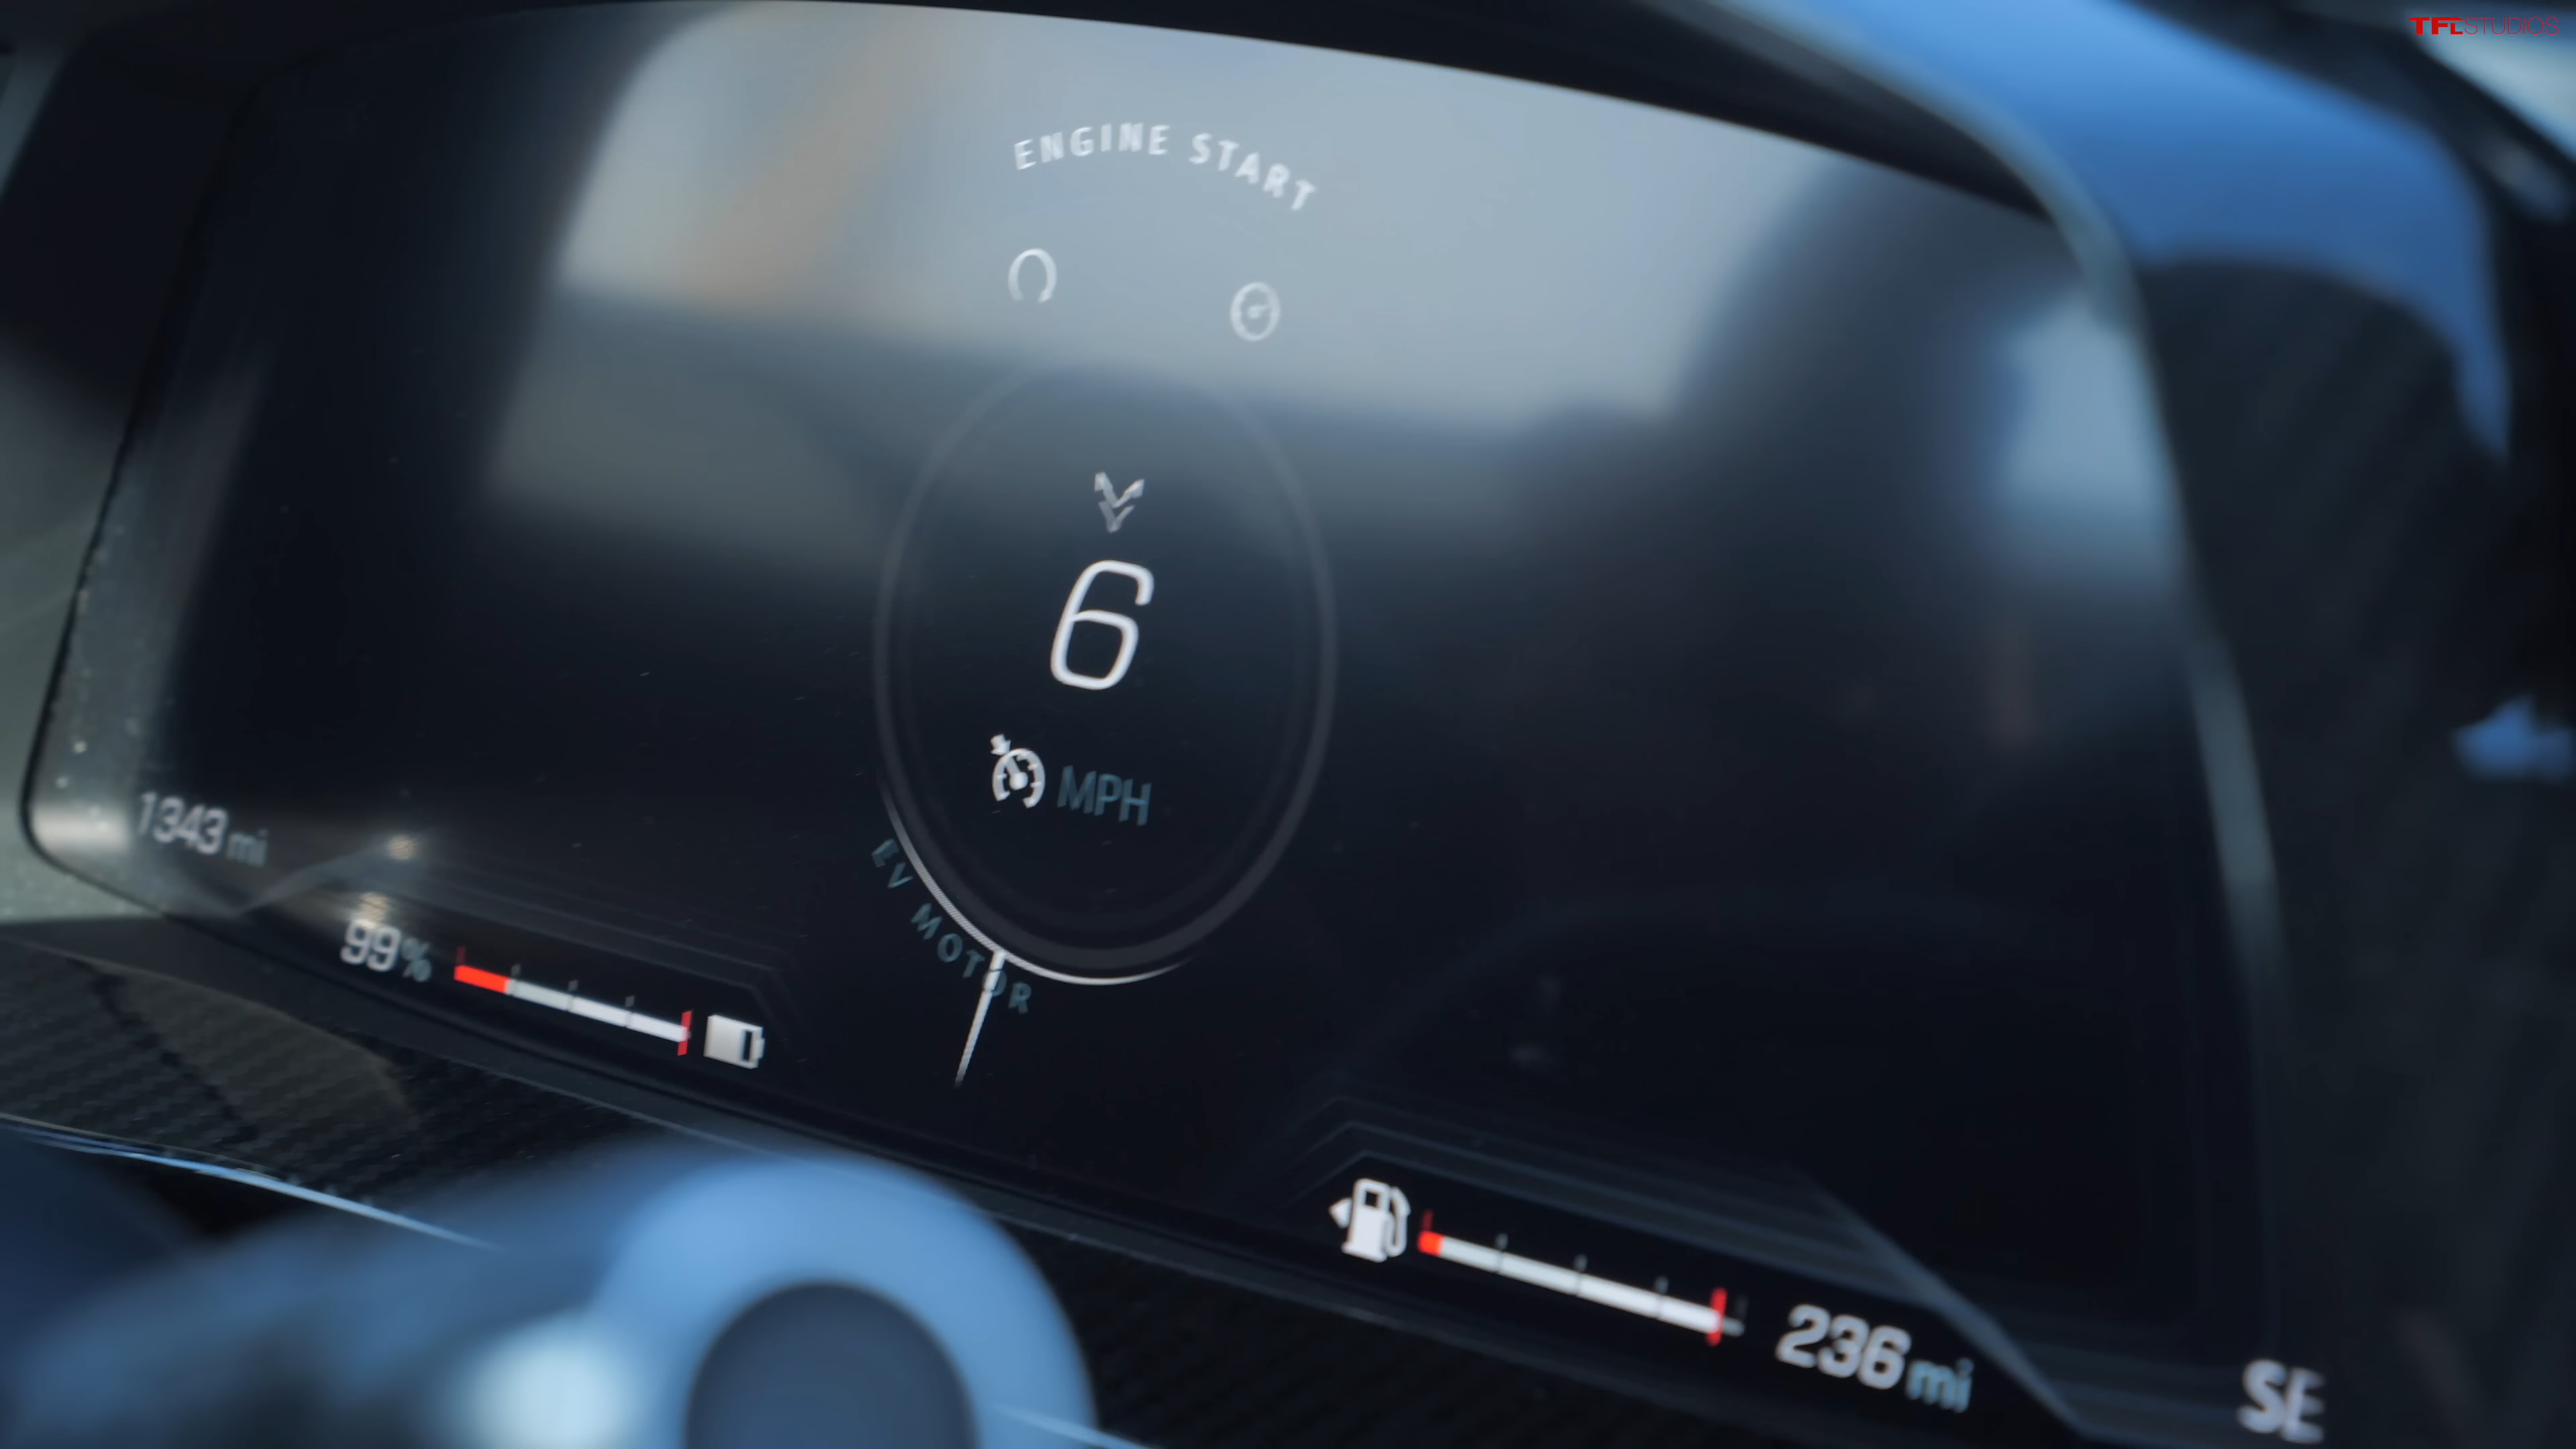 TFLSTUDIOS
ENGINE START
6
MPH
1343 mi
EV MOTOR
99%
236 mi
SE